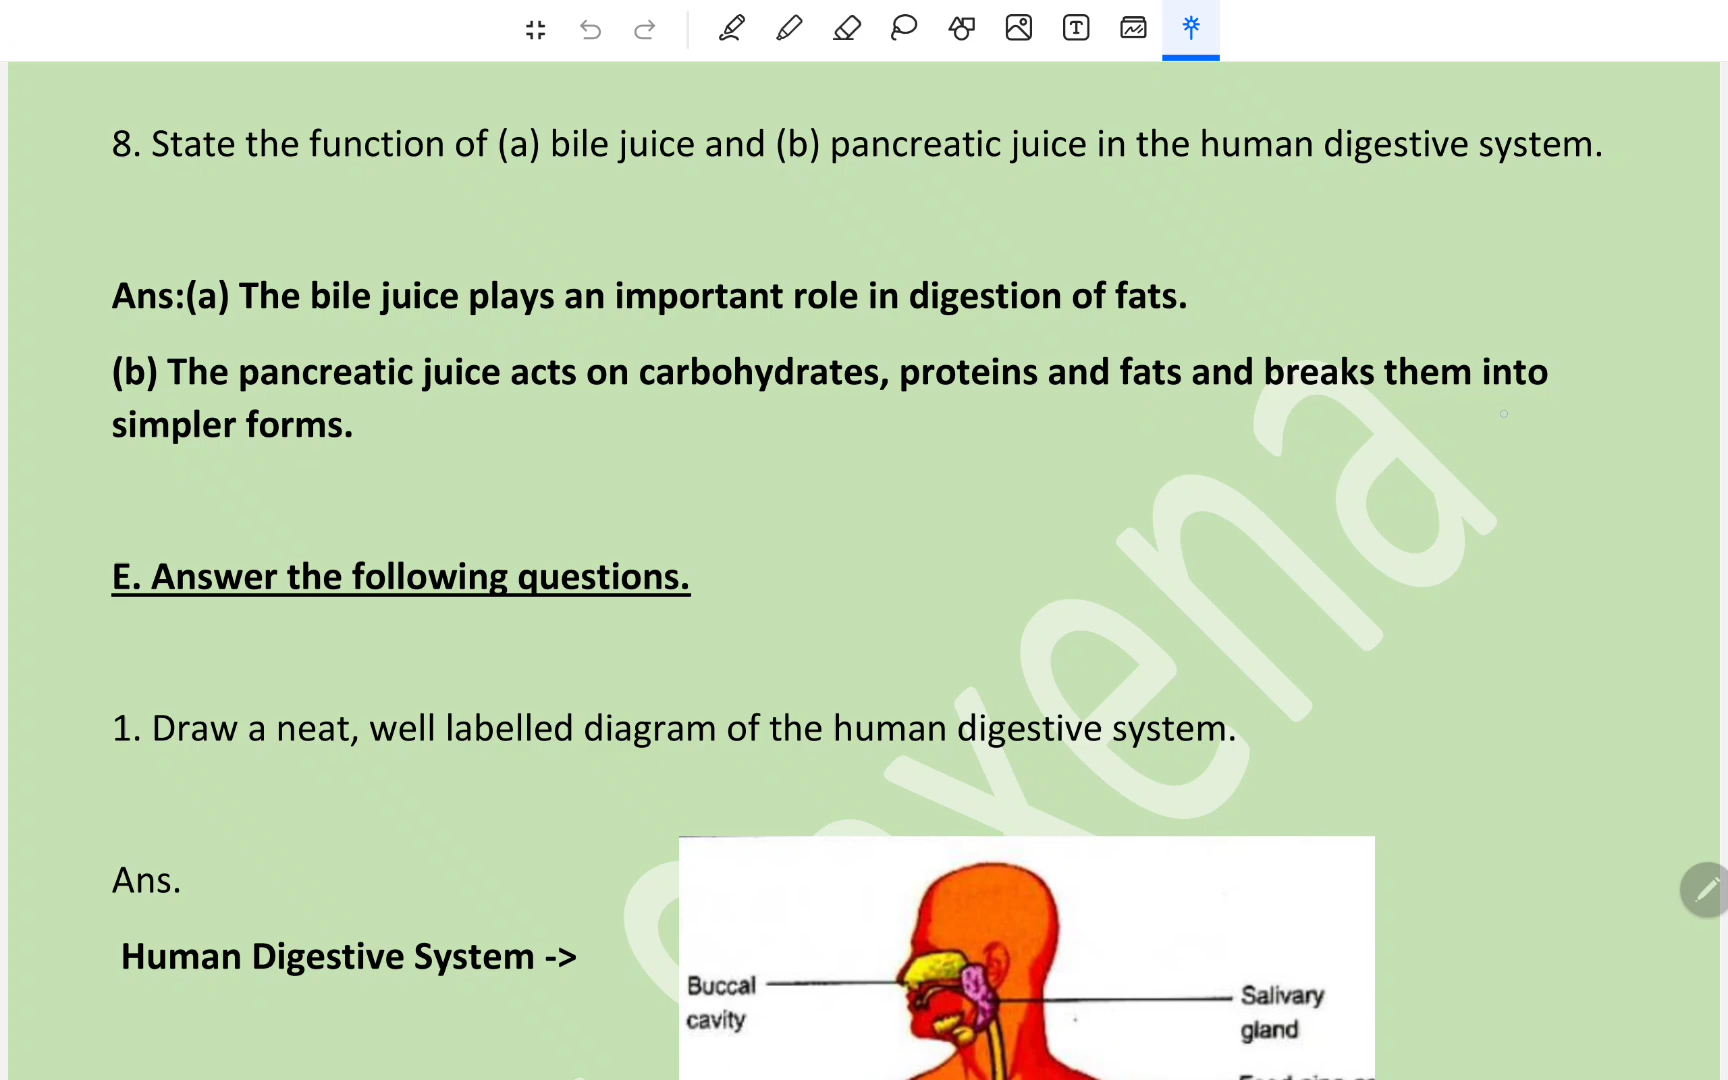 8. State the function of (a) bile juice and (b) pancreatic juice in the human digestive system.
Ans:(a) The bile juice plays an important role in digestion of fats.
(b) The pancreatic juice acts on carbohydrates, proteins and fats and breaks them into
simpler forms.
E. Answer the following questions.
1. Draw a neat, well labelled diagram of the human digestive system.
Ans.
Human Digestive System ->
Buccal
cavity
Salivary
gland